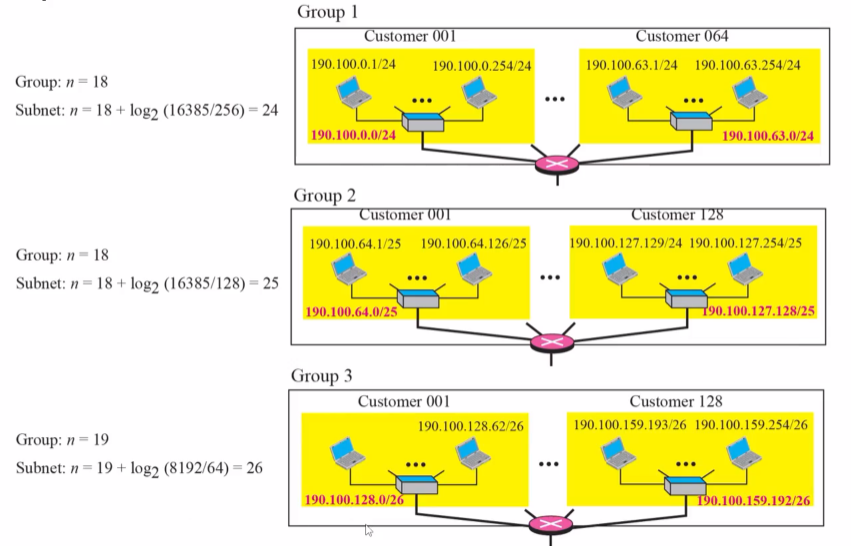 Group 1
Customer 001 Customer 064
190.100.0.1/24 190.100.0.254/24 190.100.63.1/24 190.100.63.254/24
Group: n = 18
Subnet: n = 18 + log2 (16385/256) = 24
190.100.0.0/24 190.100.63.0/24
Group 2
Customer 001 Customer 128
190.100.64.1/25 190.100.64.126/25 190.100.127.129/24 190.100.127.254/25
Group: n = 18
Subnet: n = 18 + log2 (16385/128) = 25
190.100.64.0/25 190.100.127.128/25
Group 3
Customer 001 Customer 128
190.100.128.62/26 190.100.159.193/26 190.100.159.254/26
Group: n = 19
Subnet: n = 19 + log2 (8192/64) = 26
190.100.128.0/26 190.100.159.192/26